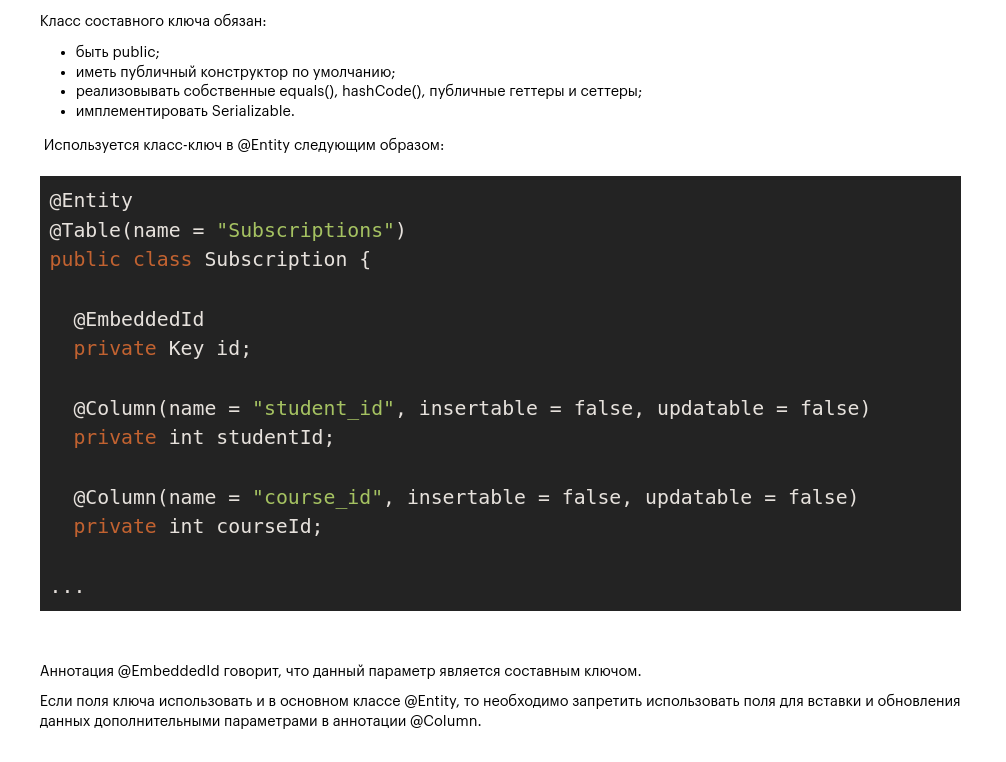 Класс составного ключа обязан:
• быть public;
• иметь публичный конструктор по умолчанию;
• реализовывать собственные equals(), hashCode(), публичные геттеры и сеттеры;
• имплементировать Serializable.
Используется класс-ключ в @Entity следующим образом:
@Entity
@Table(name = "Subscriptions")
public class Subscription {
@EmbeddedId
private Key id;
@Column(name = "student_id", insertable = false, updatable = false)
private int studentId;
@Column(name = "course_id", insertable = false, updatable = false)
private int courseId;
...
Аннотация @EmbeddedId говорит, что данный параметр является составным ключом.
Если поля ключа использовать и в основном классе @Entity, то необходимо запретить использовать поля для вставки и обновления
данных дополнительными параметрами в аннотации @Column.